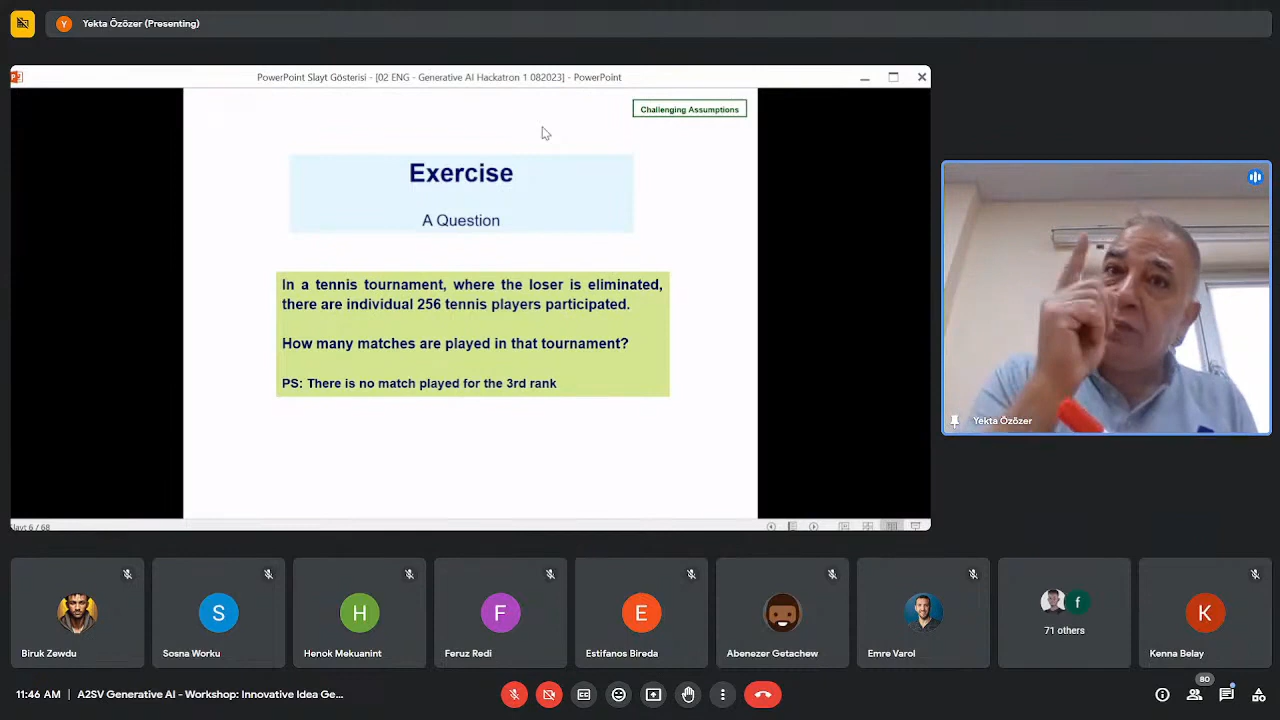 Y
Yekta Özözer (Presenting)
PowerPoint Slayt Gösterisi - [02 ENG - Generative AI Hackatron 1 082023] - PowerPoint
Challenging Assumptions
Exercise
A Question
In a tennis tournament, where the loser is eliminated,
there are individual 256 tennis players participated.
How many matches are played in that tournament?
PS: There is no match played for the 3rd rank
Yekta Özözer
layt 6 / 68
S
H
F
E
f
K
71 others
Biruk Zewdu
Sosna Worku
Henok Mekuanint
Feruz Redi
Estifanos Bireda
Abenezer Getachew
Emre Varol
Kenna Belay
11:46 AM | A2SV Generative AI - Workshop: Innovative Idea Ge...
80